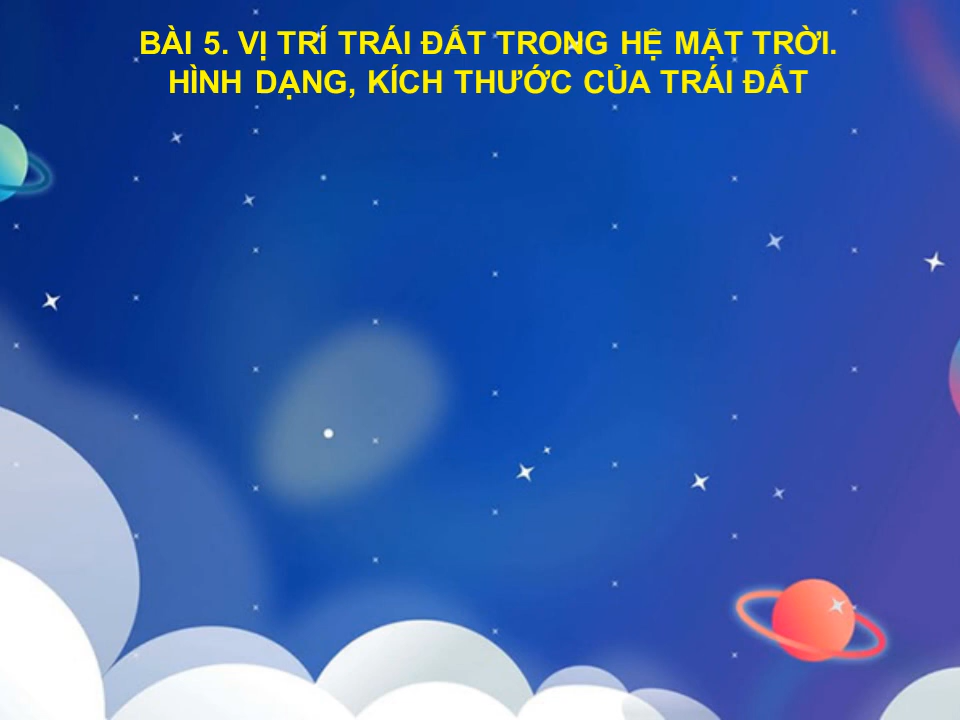 BÀI 5. VỊ TRÍ TRÁI ĐẤT TRONG HỆ MẶT TRỜI.
HÌNH DẠNG, KÍCH THƯỚC CỦA TRÁI ĐẤT